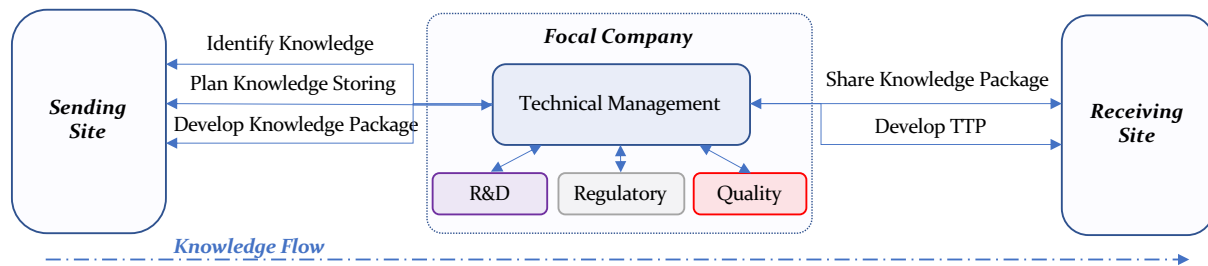 Sending
Site
Identify Knowledge
Plan Knowledge Storing
Develop Knowledge Package
Focal Company
Technical Management
R&D
Regulatory
Quality
Share Knowledge Package
Develop TTP
Receiving
Site
Knowledge Flow